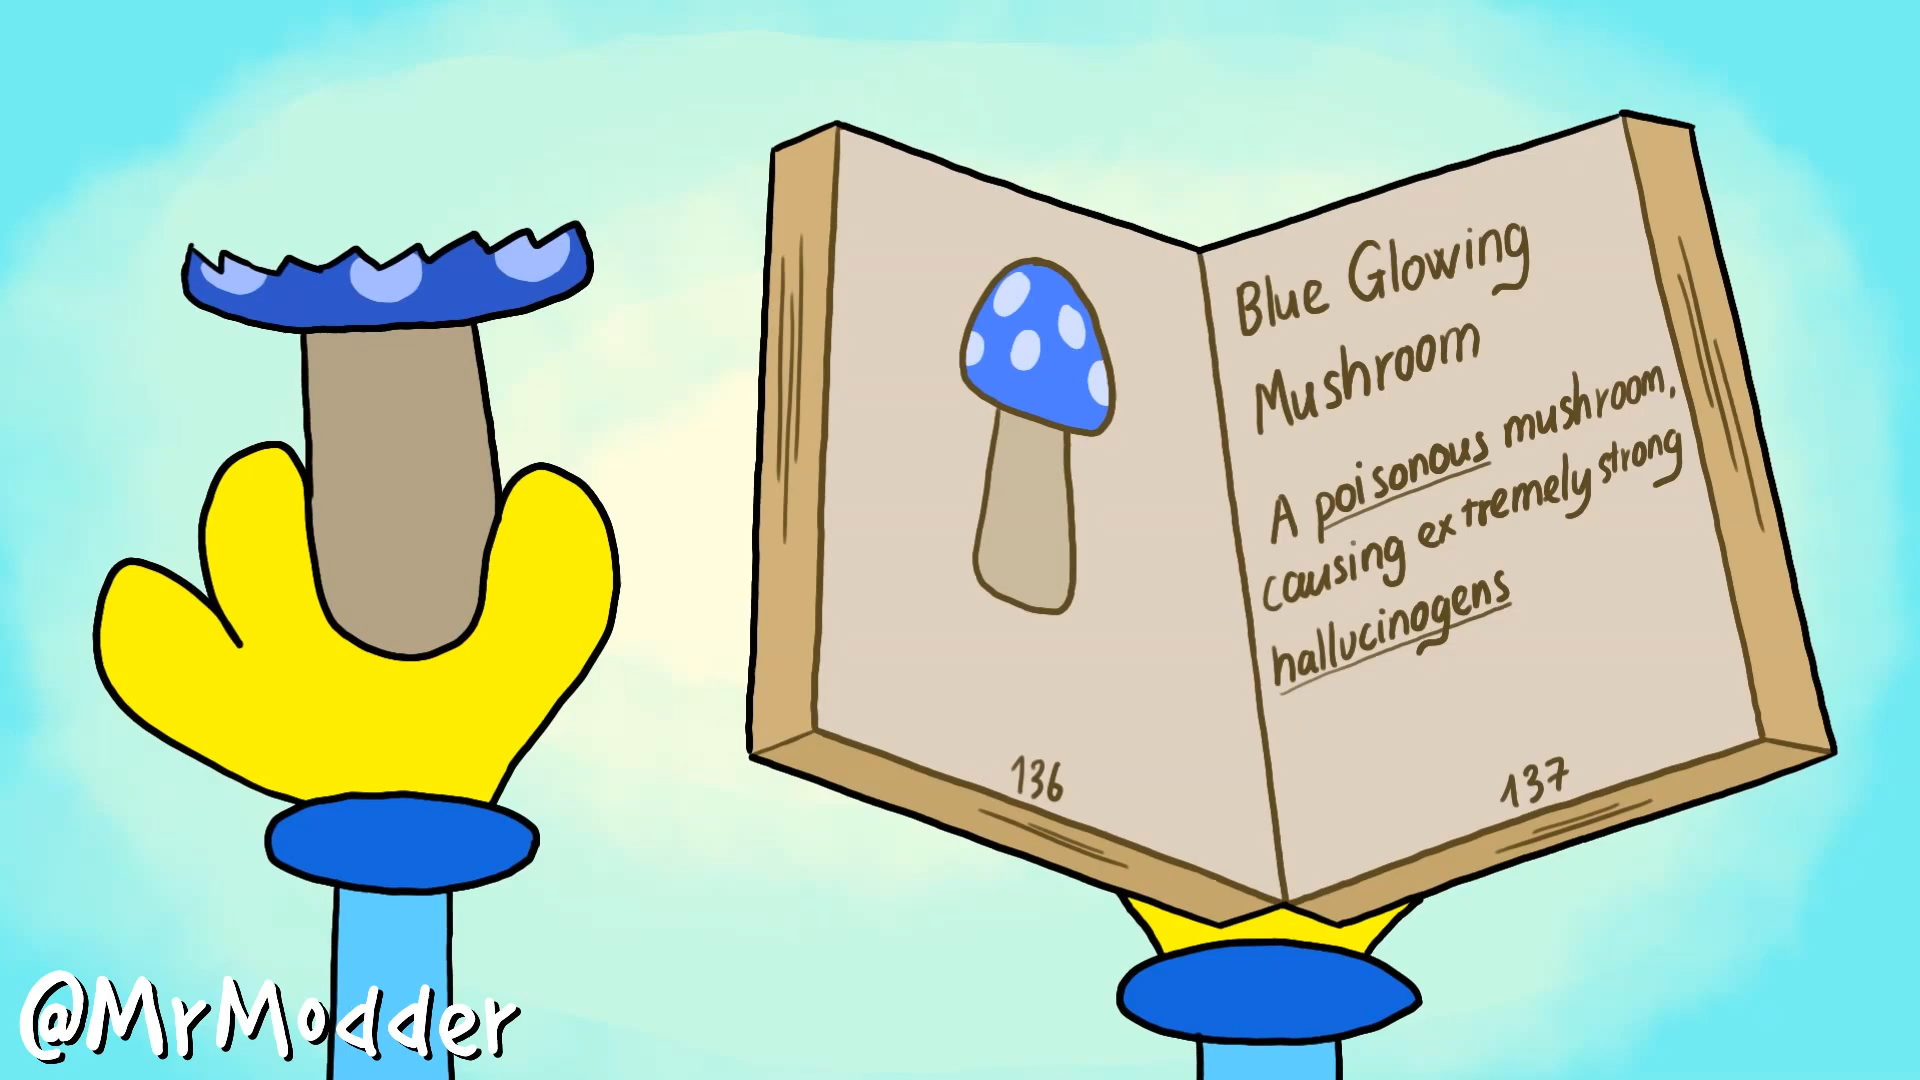 Blue Glowing
Mushroom
A poisonous mushroom,
causing extremely strong
hallucinogens
136
137
@MrModder